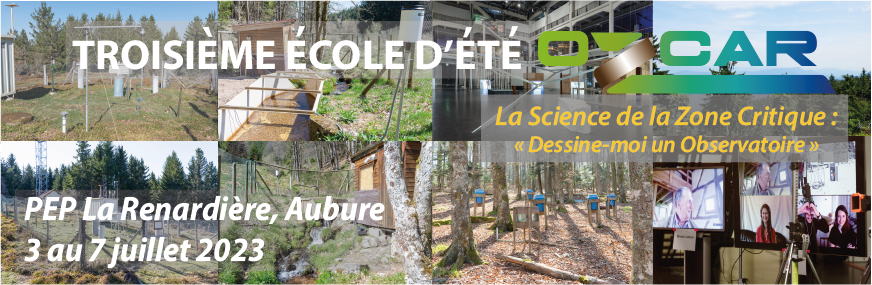 TROISIÈME ÉCOLE D'ÉTÉ OZCAR
La Science de la Zone Critique :
« Dessine-moi un Observatoire »
PEP La Renardière, Aubure
3 au 7 juillet 2023